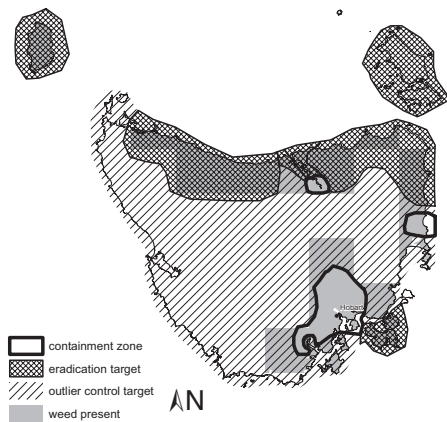 Hobart
containment zone
eradication target
outlier control target
weed present
N